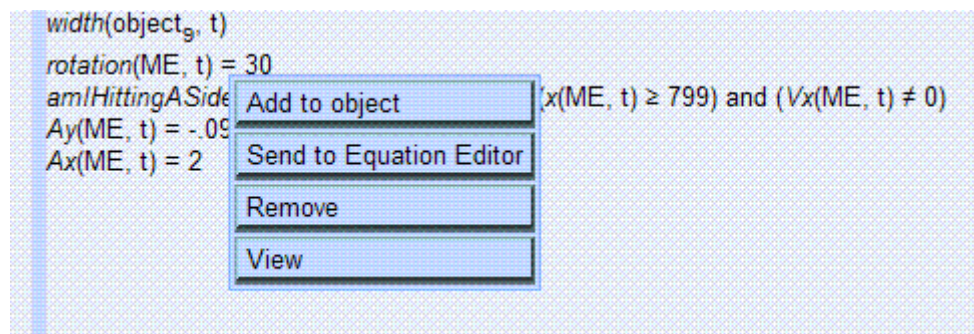 width(object₉, t)
rotation(ME, t) = 30
amIHittingASide (x(ME, t) ≥ 799) and (Vx(ME, t) ≠ 0)
Ay(ME, t) = -.09
Ax(ME, t) = 2
Add to object
Send to Equation Editor
Remove
View